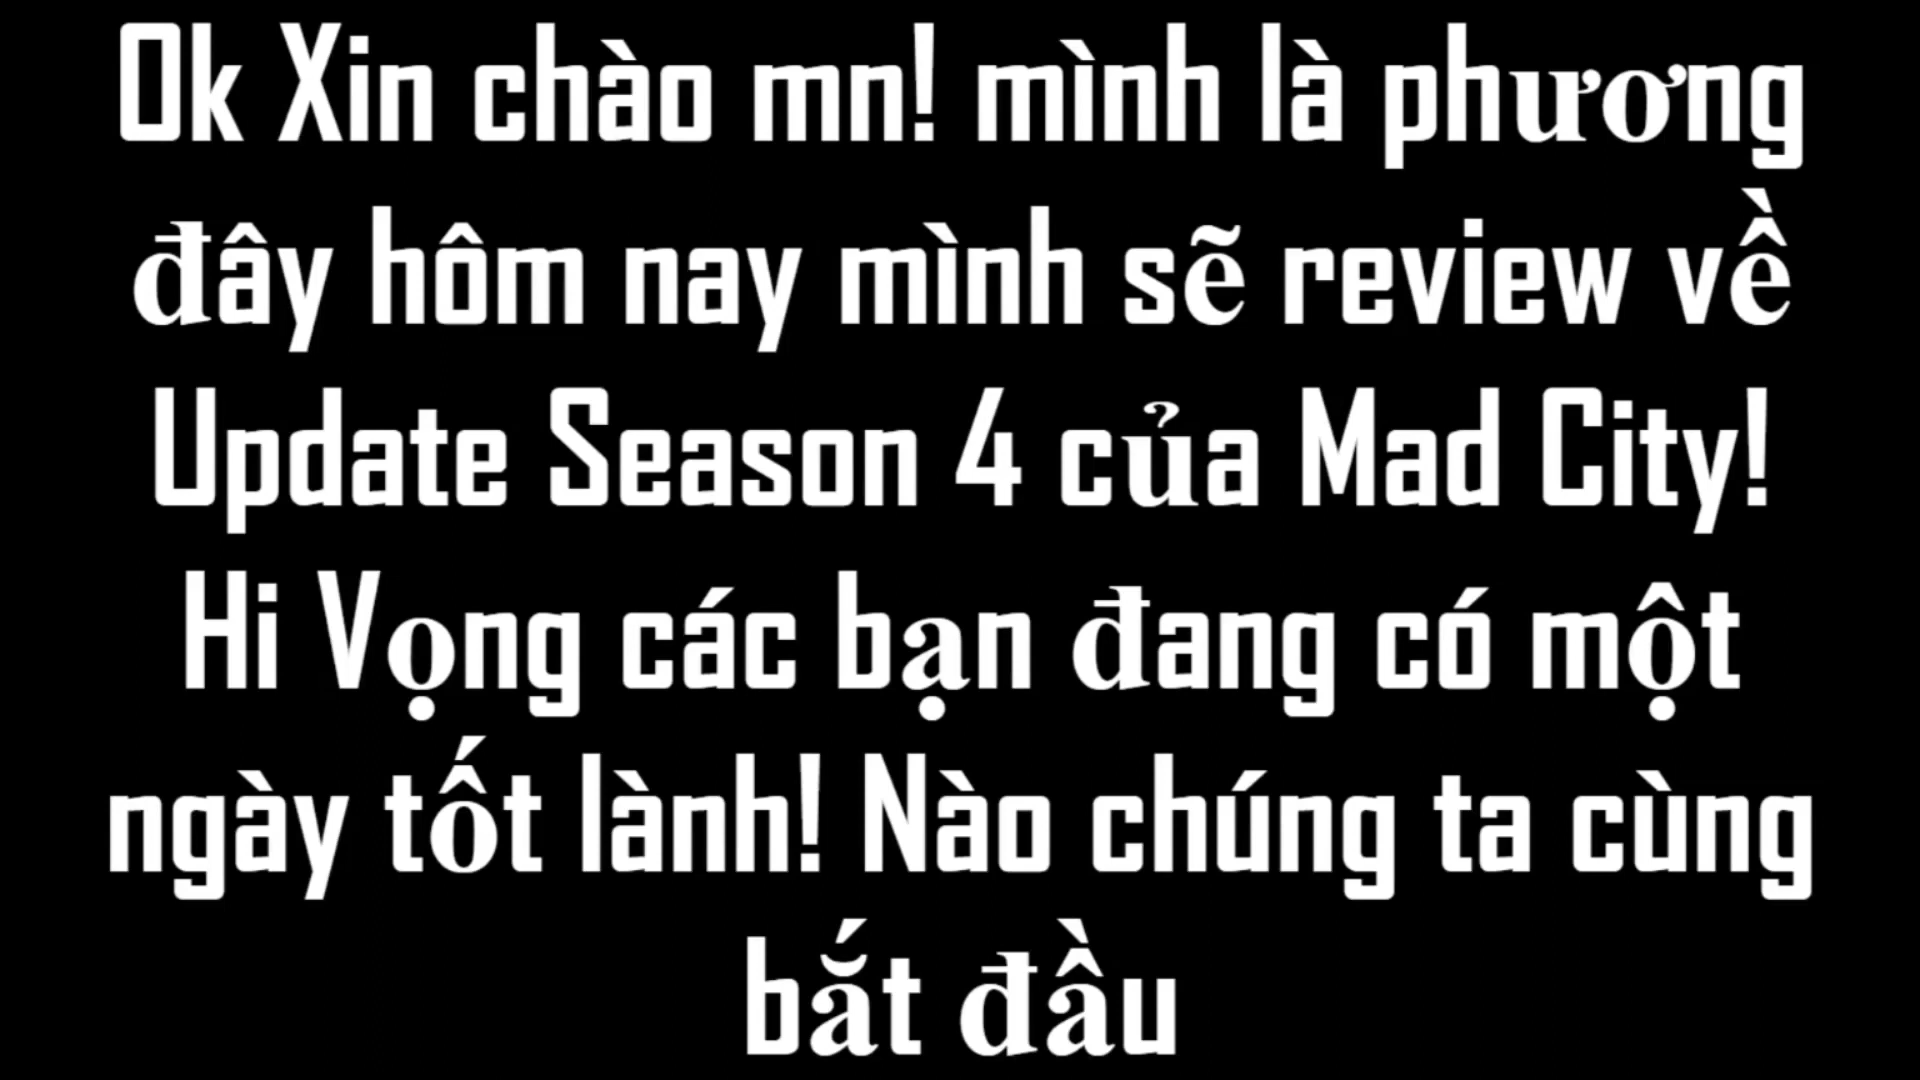 Ok Xin chào mn! mình là phương
đây hôm nay mình sẽ review về
Update Season 4 của Mad City!
Hi Vọng các bạn đang có một
ngày tốt lành! Nào chúng ta cùng
bắt đầu